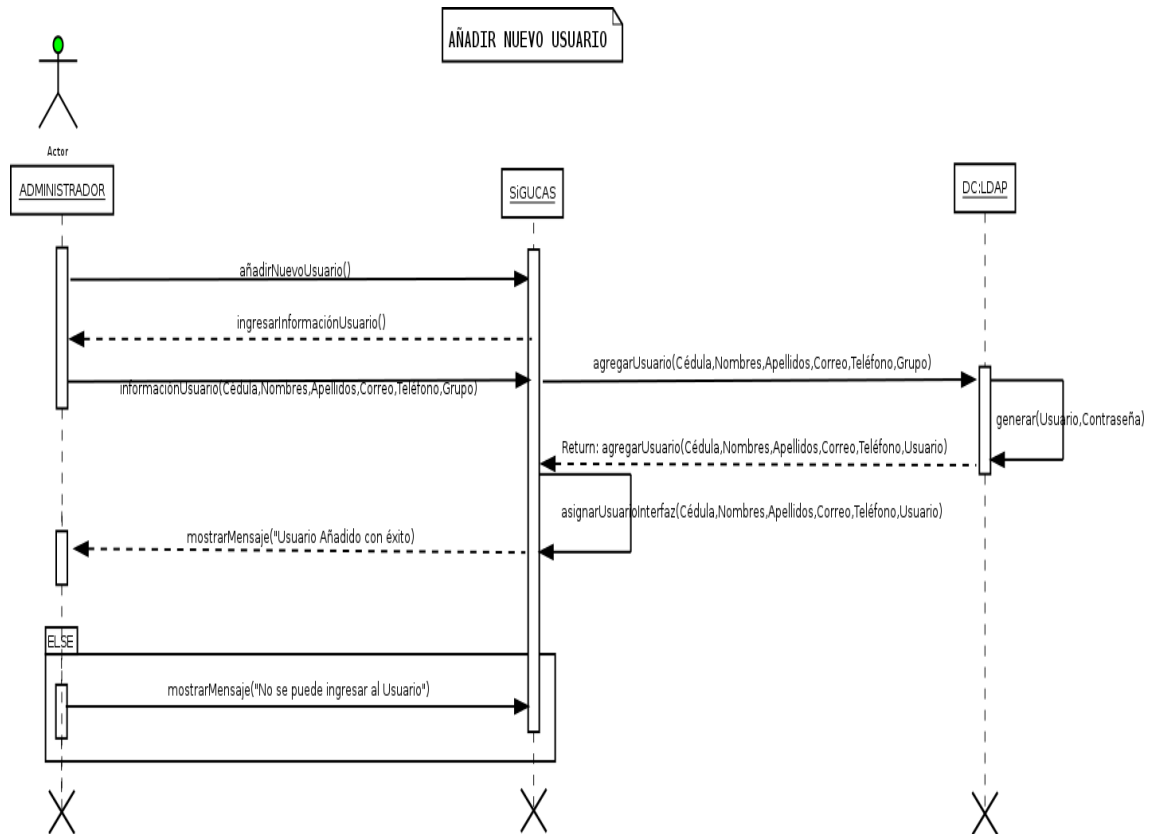 AÑADIR NUEVO USUARIO
Actor
ADMINISTRADOR
SiGUCAS
DC:LDAP
añadirNuevoUsuario()
ingresarInformaciónUsuario()
agregarUsuario(Cédula,Nombres,Apellidos,Correo,Teléfono,Grupo)
informaciónUsuario(Cédula,Nombres,Apellidos,Correo,Teléfono,Grupo)
generar(Usuario,Contraseña)
Return: agregarUsuario(Cédula,Nombres,Apellidos,Correo,Teléfono,Usuario)
asignarUsuarioInterfaz(Cédula,Nombres,Apellidos,Correo,Teléfono,Usuario)
mostrarMensaje("Usuario Añadido con éxito)
ELSE
mostrarMensaje("No se puede ingresar al Usuario")